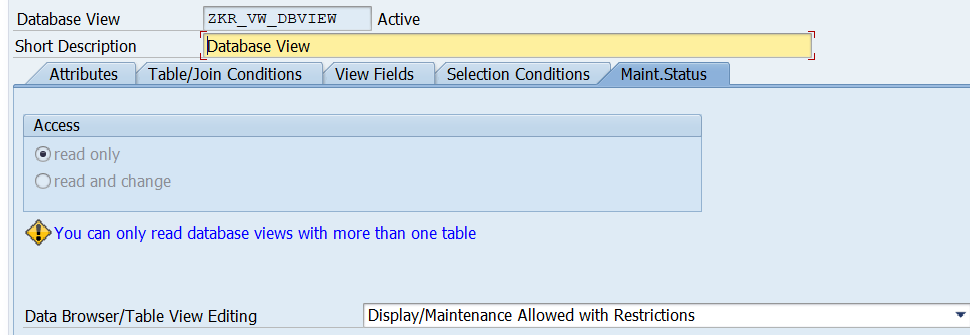 Database View ZKR_VW_DBVIEW Active
Short Description Database View
Attributes Table/Join Conditions View Fields Selection Conditions Maint.Status
Access
read only
read and change
You can only read database views with more than one table
Data Browser/Table View Editing Display/Maintenance Allowed with Restrictions